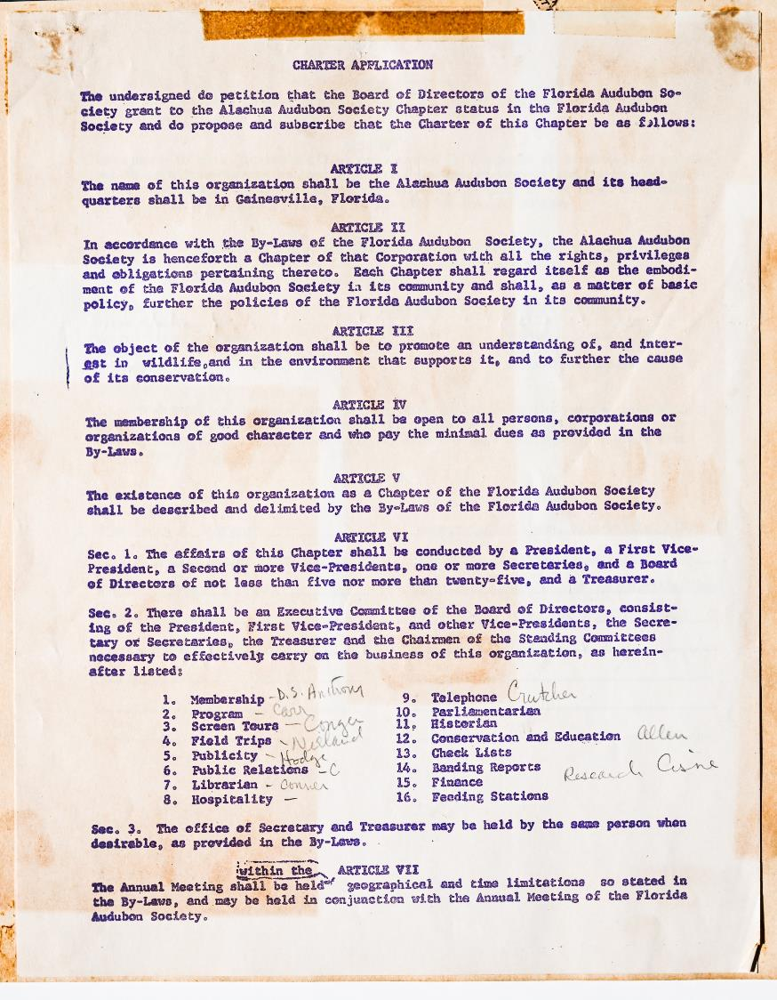 CHARTER APPLICATION
The undersigned do petition that the Board of Directors of the Florida Audubon So-
ciety grant to the Alachua Audubon Society Chapter status in the Florida Audubon
Society and do propose and subscribe that the Charter of this Chapter be as follows:
ARTICLE I
The name of this organization shall be the Alachua Audubon Society and its head-
quarters shall be in Gainesville, Florida.
ARTICLE II
In accordance with the By-Laws of the Florida Audubon Society, the Alachua Audubon
Society is henceforth a Chapter of that Corporation with all the rights, privileges
and obligations pertaining thereto. Each Chapter shall regard itself as the embodi-
ment of the Florida Audubon Society in its community and shall, as a matter of basic
policy, further the policies of the Florida Audubon Society in its community.
ARTICLE III
The object of the organization shall be to promote an understanding of, and inter-
est in wildlife,and in the environment that supports it, and to further the cause
of its conservation.
ARTICLE IV
The membership of this organization shall be open to all persons, corporations or
organizations of good character and who pay the minimal dues as provided in the
By-Laws.
ARTICLE V
The existence of this organization as a Chapter of the Florida Audubon Society
shall be described and delimited by the By-Laws of the Florida Audubon Society.
ARTICLE VI
Sec. 1. The affairs of this Chapter shall be conducted by a President, a First Vice-
President, a Second or more Vice-Presidents, one or more Secretaries, and a Board
of Directors of not less than five nor more than twenty-five, and a Treasurer.
Sec. 2. There shall be an Executive Committee of the Board of Directors, consist-
ing of the President, First Vice-President, and other Vice-Presidents, the Secre-
tary or Secretaries, the Treasurer and the Chairmen of the Standing Committees
necessary to effectively carry on the business of this organization, as herein-
after listed:
1. Membership - D.S. Anthony
2. Program - Carr
3. Screen Tours - Conger
4. Field Trips -
5. Publicity - Hodge
6. Public Relations - C
7. Librarian - Conner
8. Hospitality -
9. Telephone Crutcher
10. Parliamentarian
11. Historian
12. Conservation and Education Allen
13. Check Lists
14. Banding Reports
Research
15. Finance
16. Feeding Stations
Sec. 3. The office of Secretary and Treasurer may be held by the same person when
desirable, as provided in the By-Laws.
within the ARTICLE VII
The Annual Meeting shall be held geographical and time limitations so stated in
the By-Laws, and may be held in conjunction with the Annual Meeting of the Florida
Audubon Society.